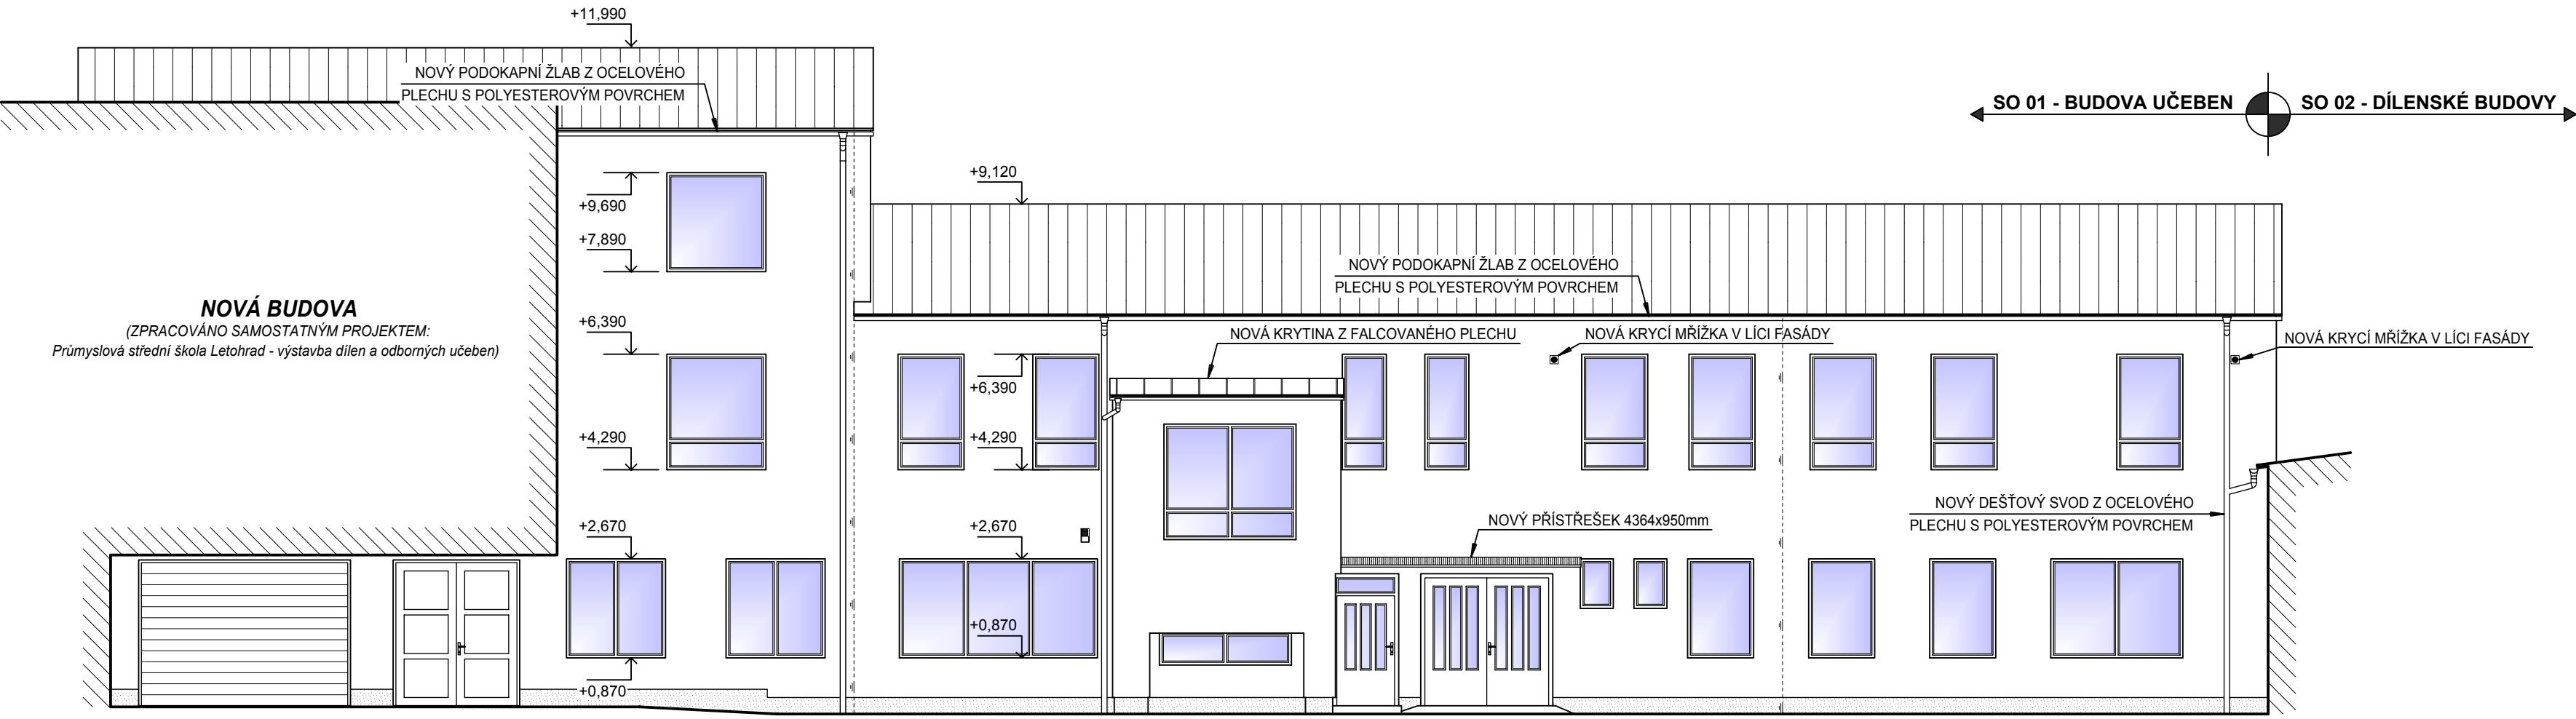 +11,990
NOVÝ PODOKAPNÍ ŽLAB Z OCELOVÉHO
PLECHU S POLYESTEROVÝM POVRCHEM
SO 01 - BUDOVA UČEBEN
SO 02 - DÍLENSKÉ BUDOVY
+9,120
+9,690
+7,890
NOVÝ PODOKAPNÍ ŽLAB Z OCELOVÉHO
PLECHU S POLYESTEROVÝM POVRCHEM
NOVÁ BUDOVA
(ZPRACOVÁNO SAMOSTATNÝM PROJEKTEM:
Průmyslová střední škola Letohrad - výstavba dílen a odborných učeben)
+6,390
NOVÁ KRYTINA Z FALCOVANÉHO PLECHU
NOVÁ KRYCÍ MŘÍŽKA V LÍCI FASÁDY
NOVÁ KRYCÍ MŘÍŽKA V LÍCI FASÁDY
+6,390
+4,290
+4,290
NOVÝ DEŠŤOVÝ SVOD Z OCELOVÉHO
PLECHU S POLYESTEROVÝM POVRCHEM
NOVÝ PŘÍSTŘEŠEK 4364x950mm
+2,670
+2,670
+0,870
+0,870